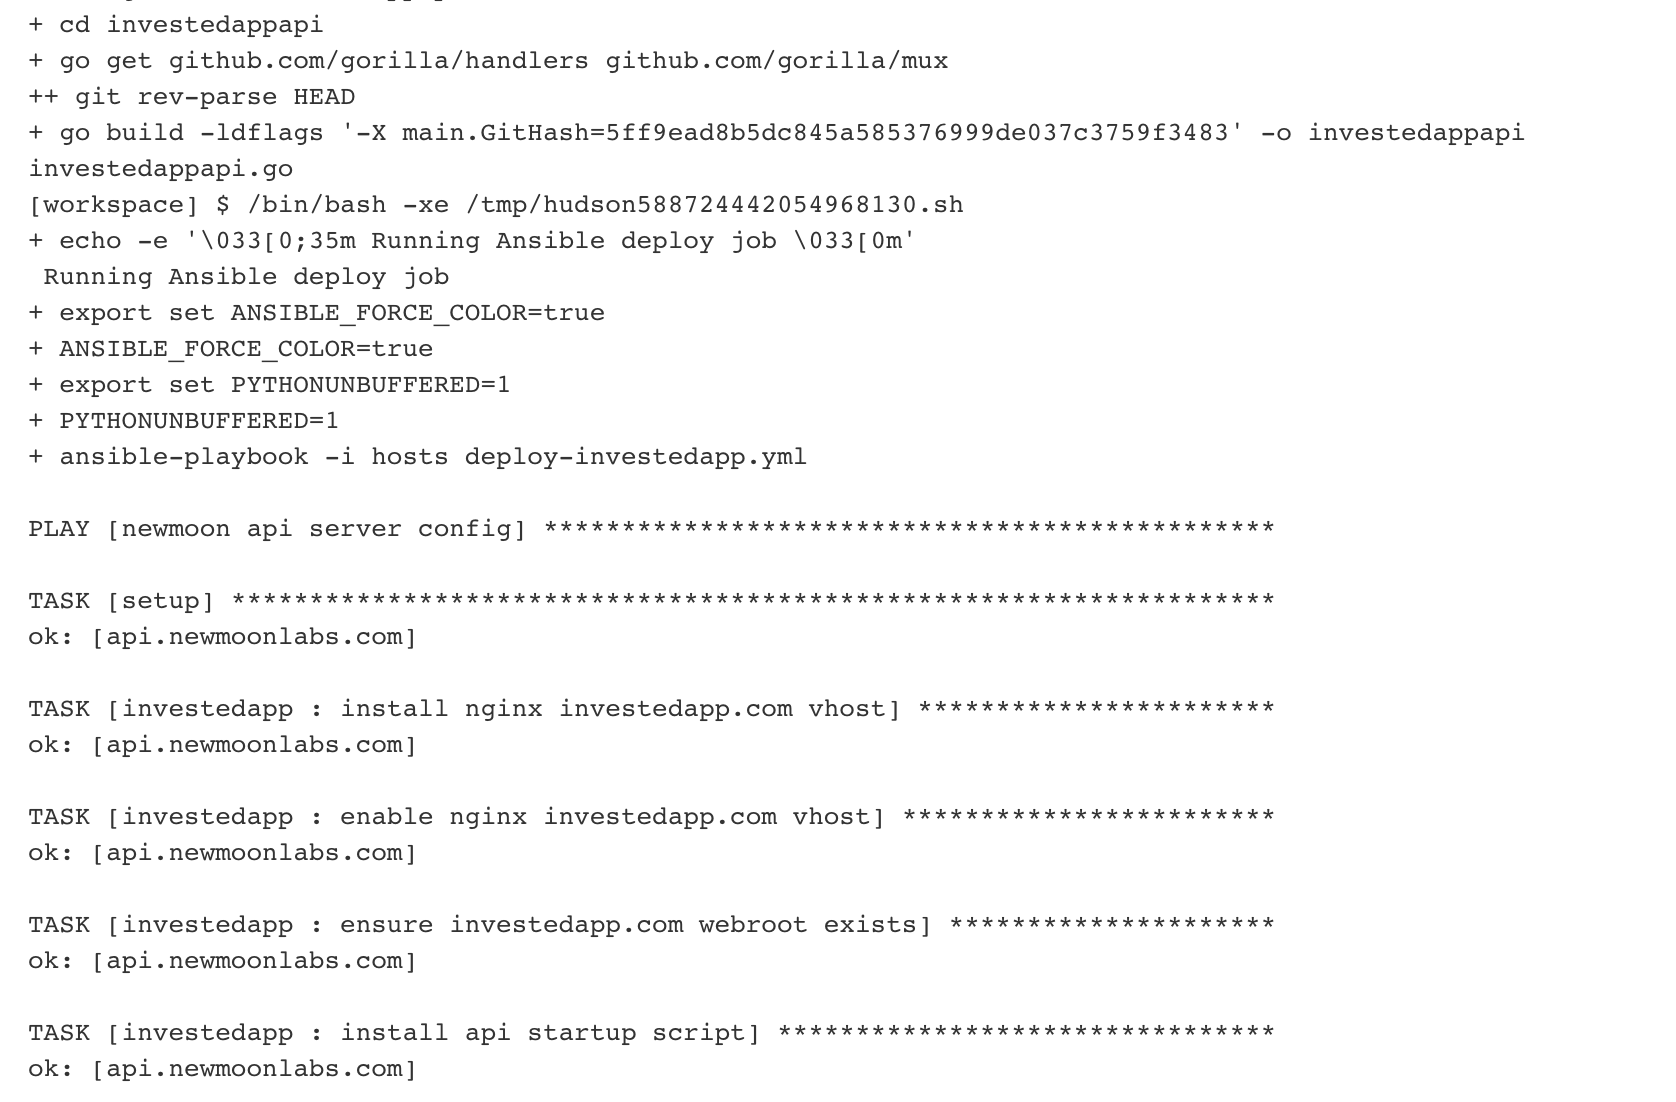 + cd investedappapi
+ go get github.com/gorilla/handlers github.com/gorilla/mux
++ git rev-parse HEAD
+ go build -ldflags '-X main.GitHash=5ff9ead8b5dc845a585376999de037c3759f3483' -o investedappapi
investedappapi.go
[workspace] $ /bin/bash -xe /tmp/hudson588724442054968130.sh
+ echo -e '\033[0;35m Running Ansible deploy job \033[0m'
 Running Ansible deploy job
+ export set ANSIBLE_FORCE_COLOR=true
+ ANSIBLE_FORCE_COLOR=true
+ export set PYTHONUNBUFFERED=1
+ PYTHONUNBUFFERED=1
+ ansible-playbook -i hosts deploy-investedapp.yml
PLAY [newmoon api server config] ***********************************************
TASK [setup] *******************************************************************
ok: [api.newmoonlabs.com]
TASK [investedapp : install nginx investedapp.com vhost] ***********************
ok: [api.newmoonlabs.com]
TASK [investedapp : enable nginx investedapp.com vhost] ************************
ok: [api.newmoonlabs.com]
TASK [investedapp : ensure investedapp.com webroot exists] *********************
ok: [api.newmoonlabs.com]
TASK [investedapp : install api startup script] ********************************
ok: [api.newmoonlabs.com]